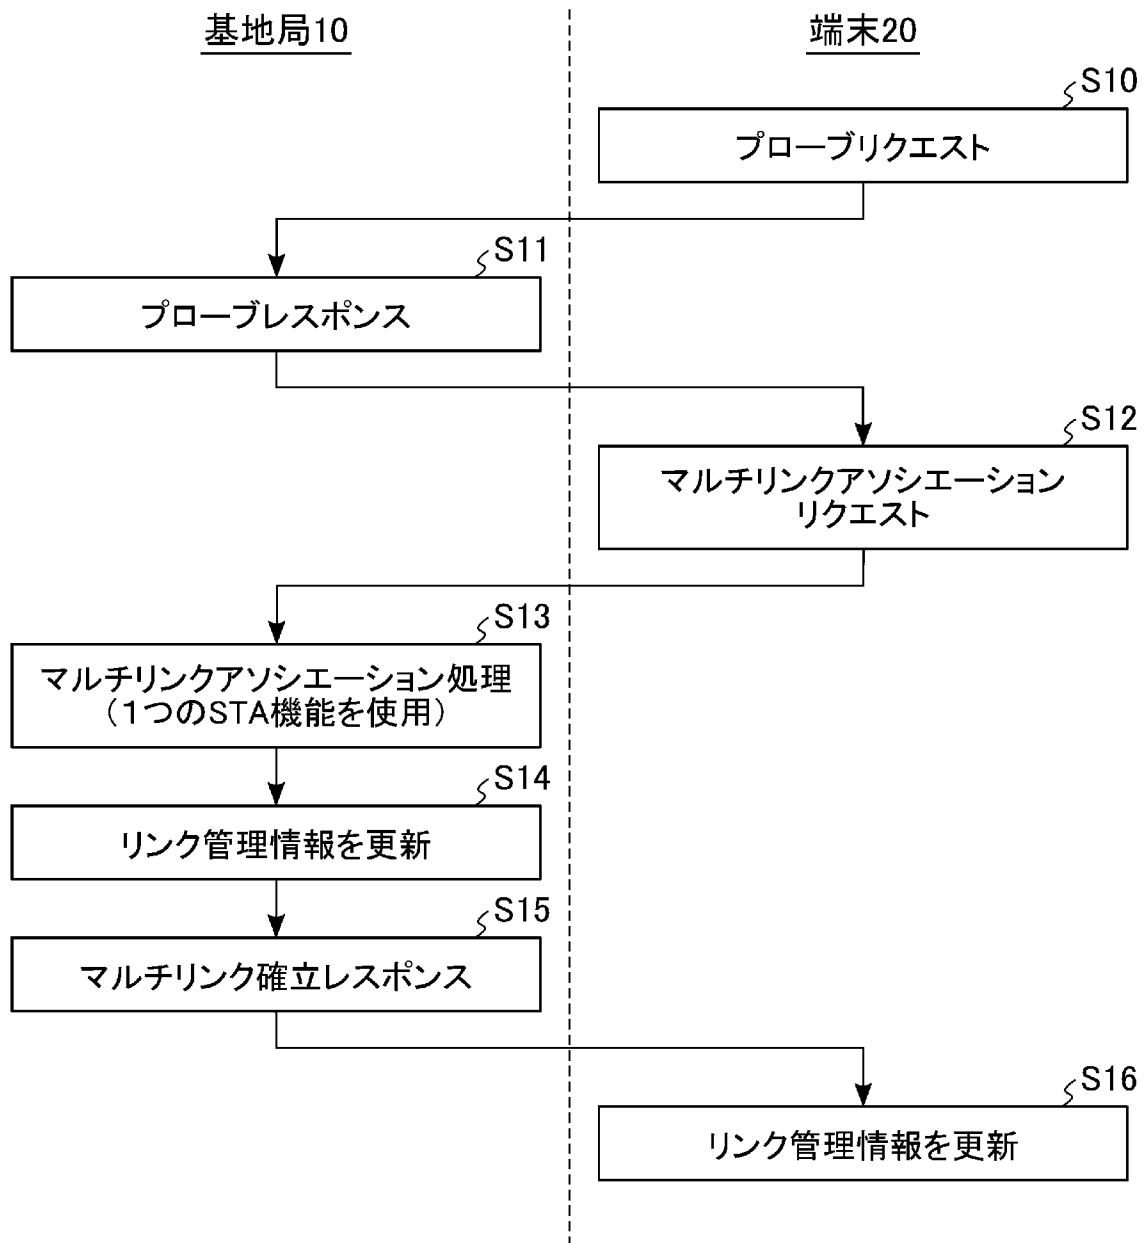 基地局10
端末20
S10
プローブリクエスト
S11
プローブレスポンス
S12
マルチリンクアソシエーション
リクエスト
S13
マルチリンクアソシエーション処理
（1つのSTA機能を使用）
S14
リンク管理情報を更新
S15
マルチリンク確立レスポンス
S16
リンク管理情報を更新